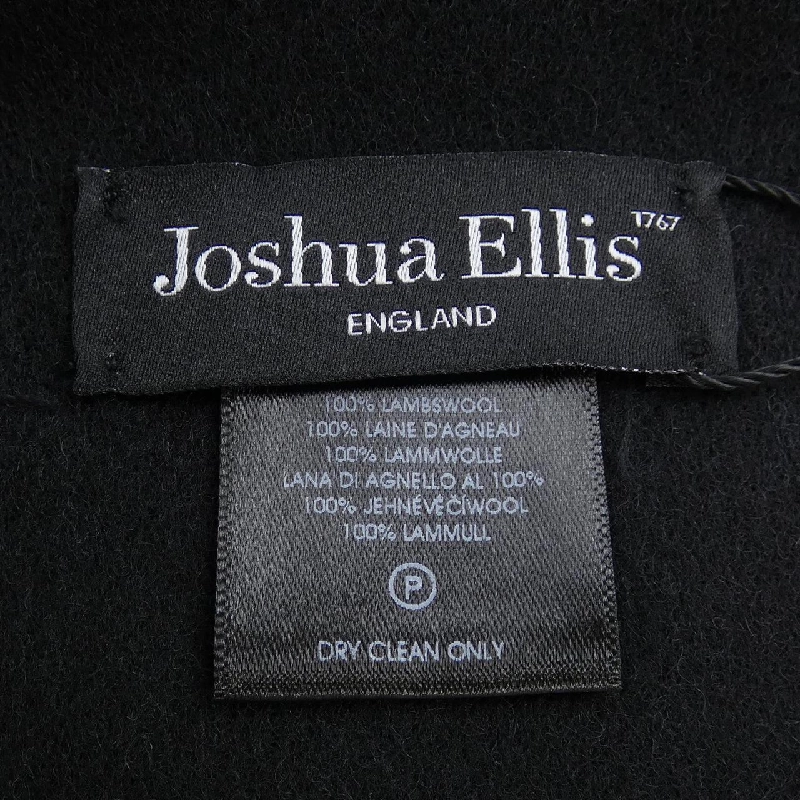 Joshua Ellis 1767
ENGLAND
100% LAMBSWOOL
100% LAINE D'AGNEAU
100% LAMMWOLLE
LANA DI AGNELLO AL 100%
100% JEHNĚVĚČÍWOOL
100% LAMMULL
P
DRY CLEAN ONLY